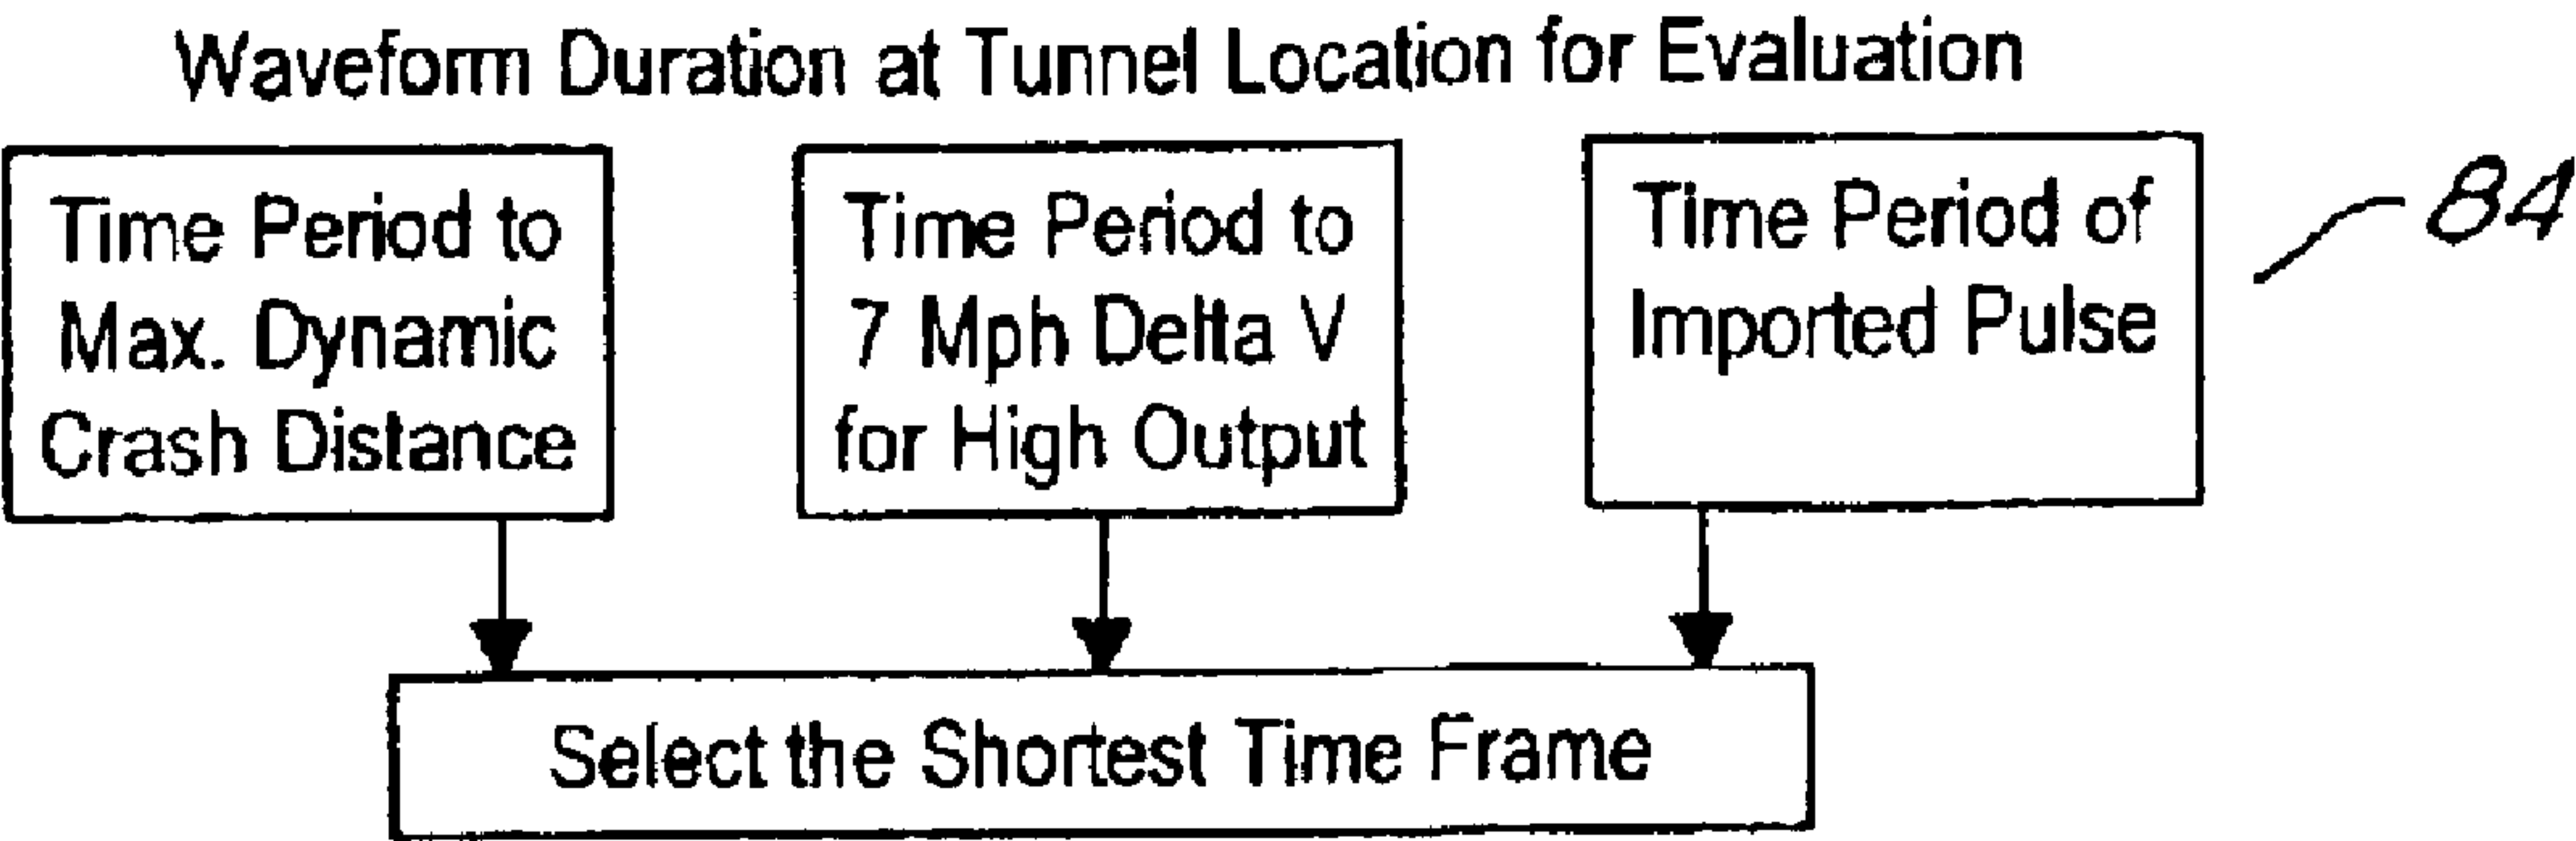 Waveform Duration at Tunnel Location for Evaluation
Time Period to
Max. Dynamic
Crash Distance
Time Period to
7 Mph Delta V
for High Output
Time Period of
Imported Pulse
84
Select the Shortest Time Frame